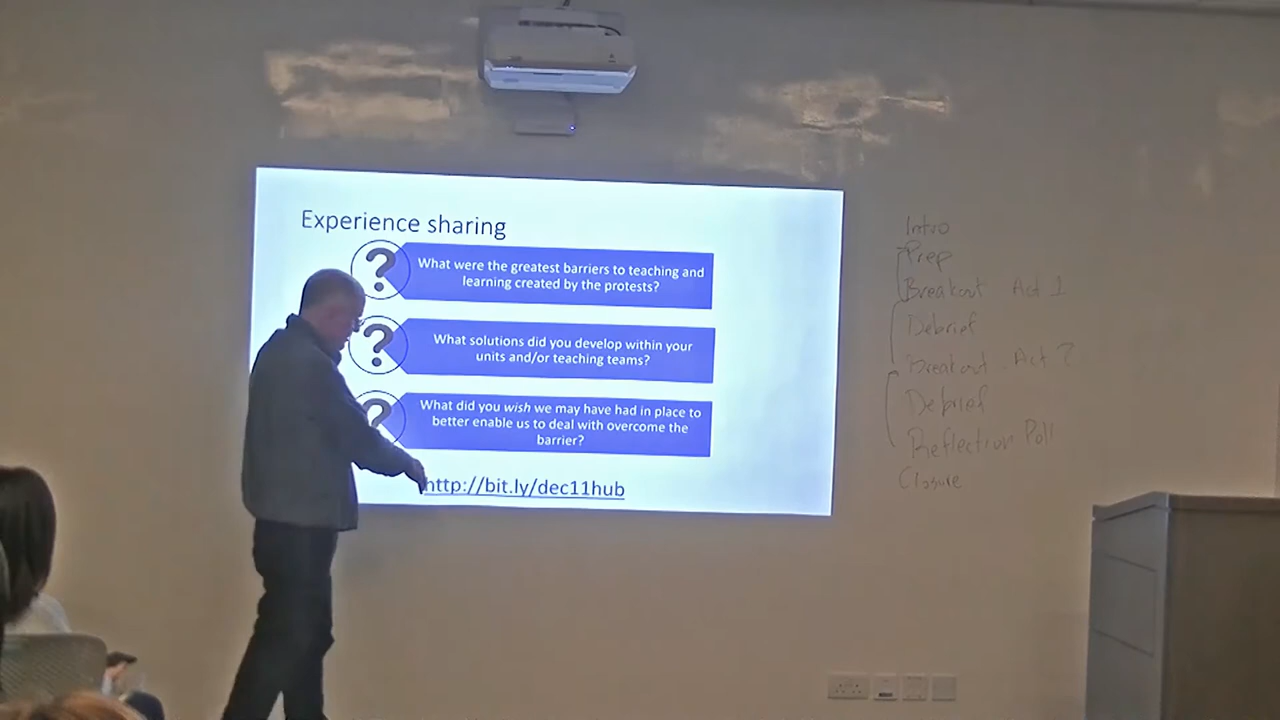 Experience sharing
What were the greatest barriers to teaching and
learning created by the protests?
What solutions did you develop within your
units and/or teaching teams?
What did you wish we may have had in place to
better enable us to deal with overcome the
barrier?
http://bit.ly/dec11hub
Intro
Prep
Breakout Act 1
Debrief
Breakout Act 2
Debrief
Reflection Poll
Closure